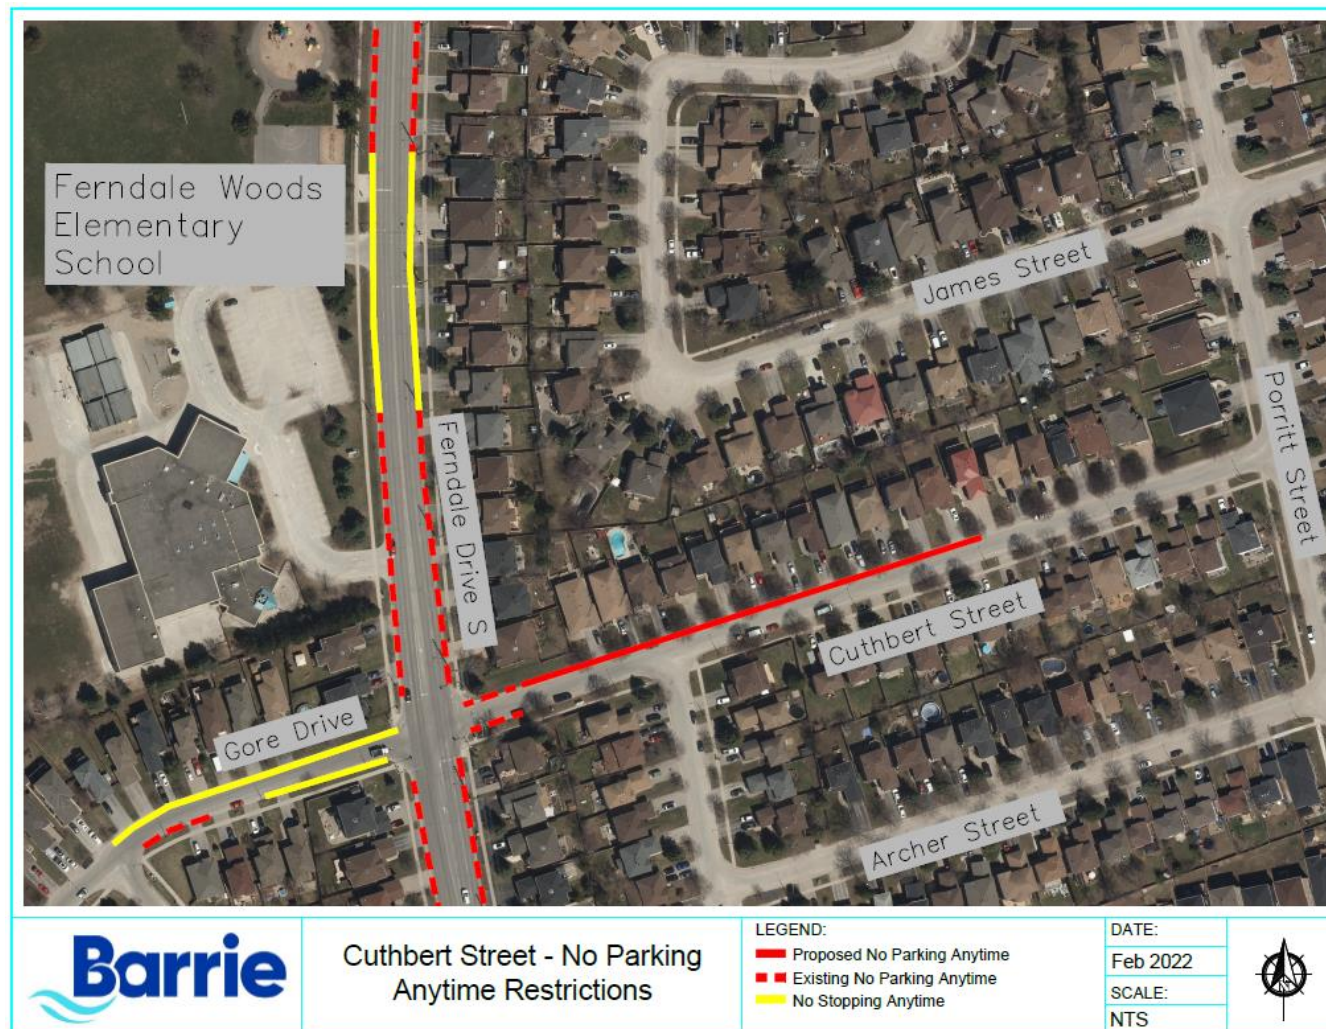 Ferndale Woods
Elementary
School
James Street
Porritt Street
Ferndale Drive S
Cuthbert Street
Gore Drive
Archer Street
Barrie
Cuthbert Street - No Parking
Anytime Restrictions
LEGEND:
Proposed No Parking Anytime
Existing No Parking Anytime
No Stopping Anytime
DATE:
Feb 2022
SCALE:
NTS